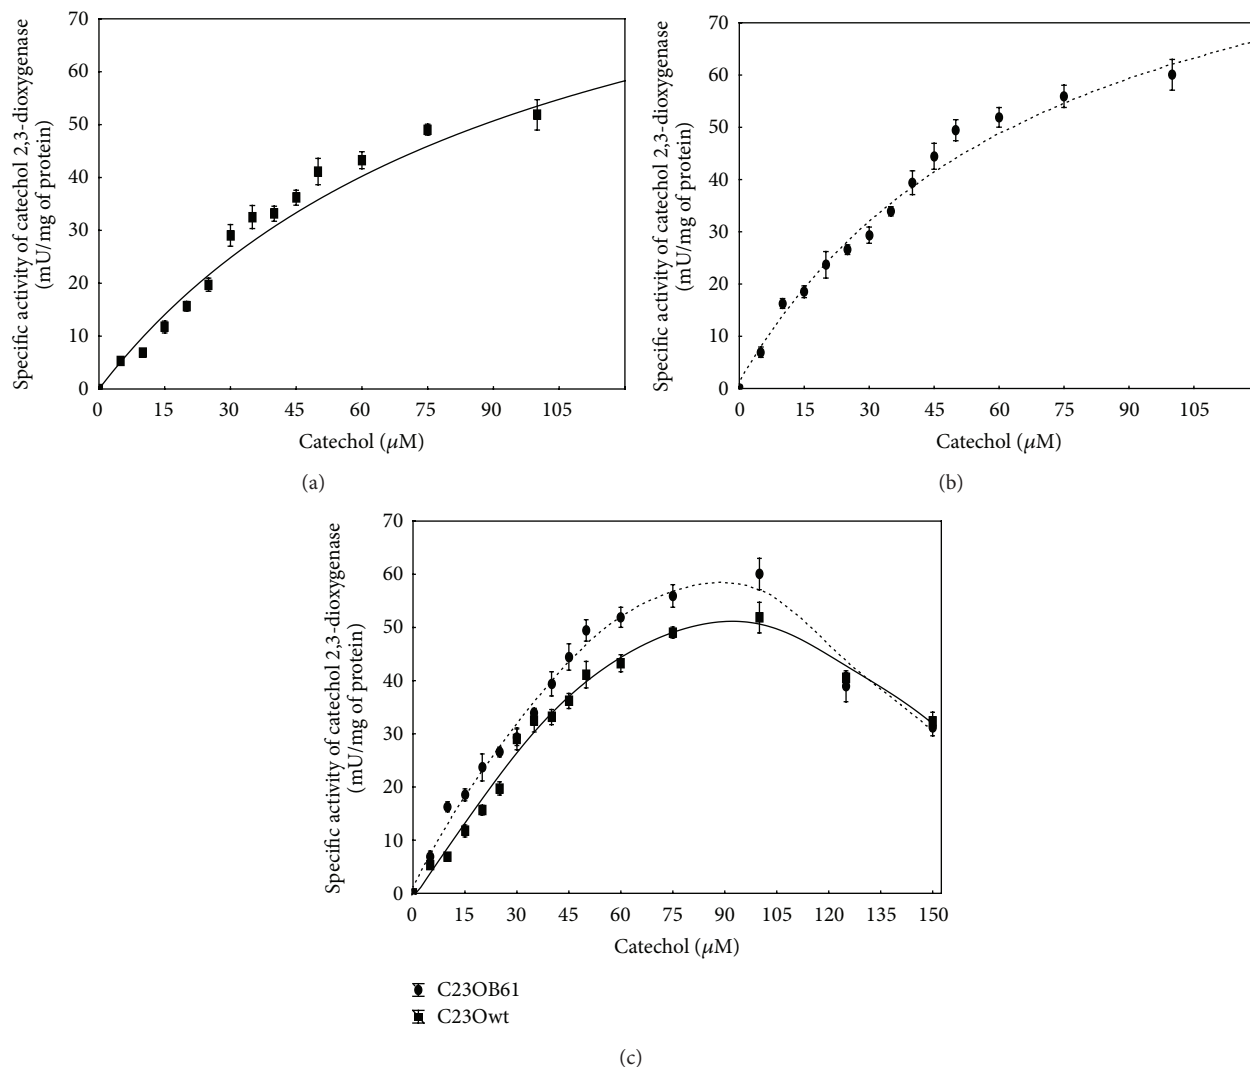 Specific activity of catechol 2,3-dioxygenase
(mU/mg of protein)
70
60
50
40
30
20
10
0
0 15 30 45 60 75 90 105
Catechol (μM)
(a)
Specific activity of catechol 2,3-dioxygenase
(mU/mg of protein)
70
60
50
40
30
20
10
0
0 15 30 45 60 75 90 105
Catechol (μM)
(b)
Specific activity of catechol 2,3-dioxygenase
(mU/mg of protein)
70
60
50
40
30
20
10
0
0 15 30 45 60 75 90 105 120 135 150
Catechol (μM)
C23OB61
C23Owt
(c)